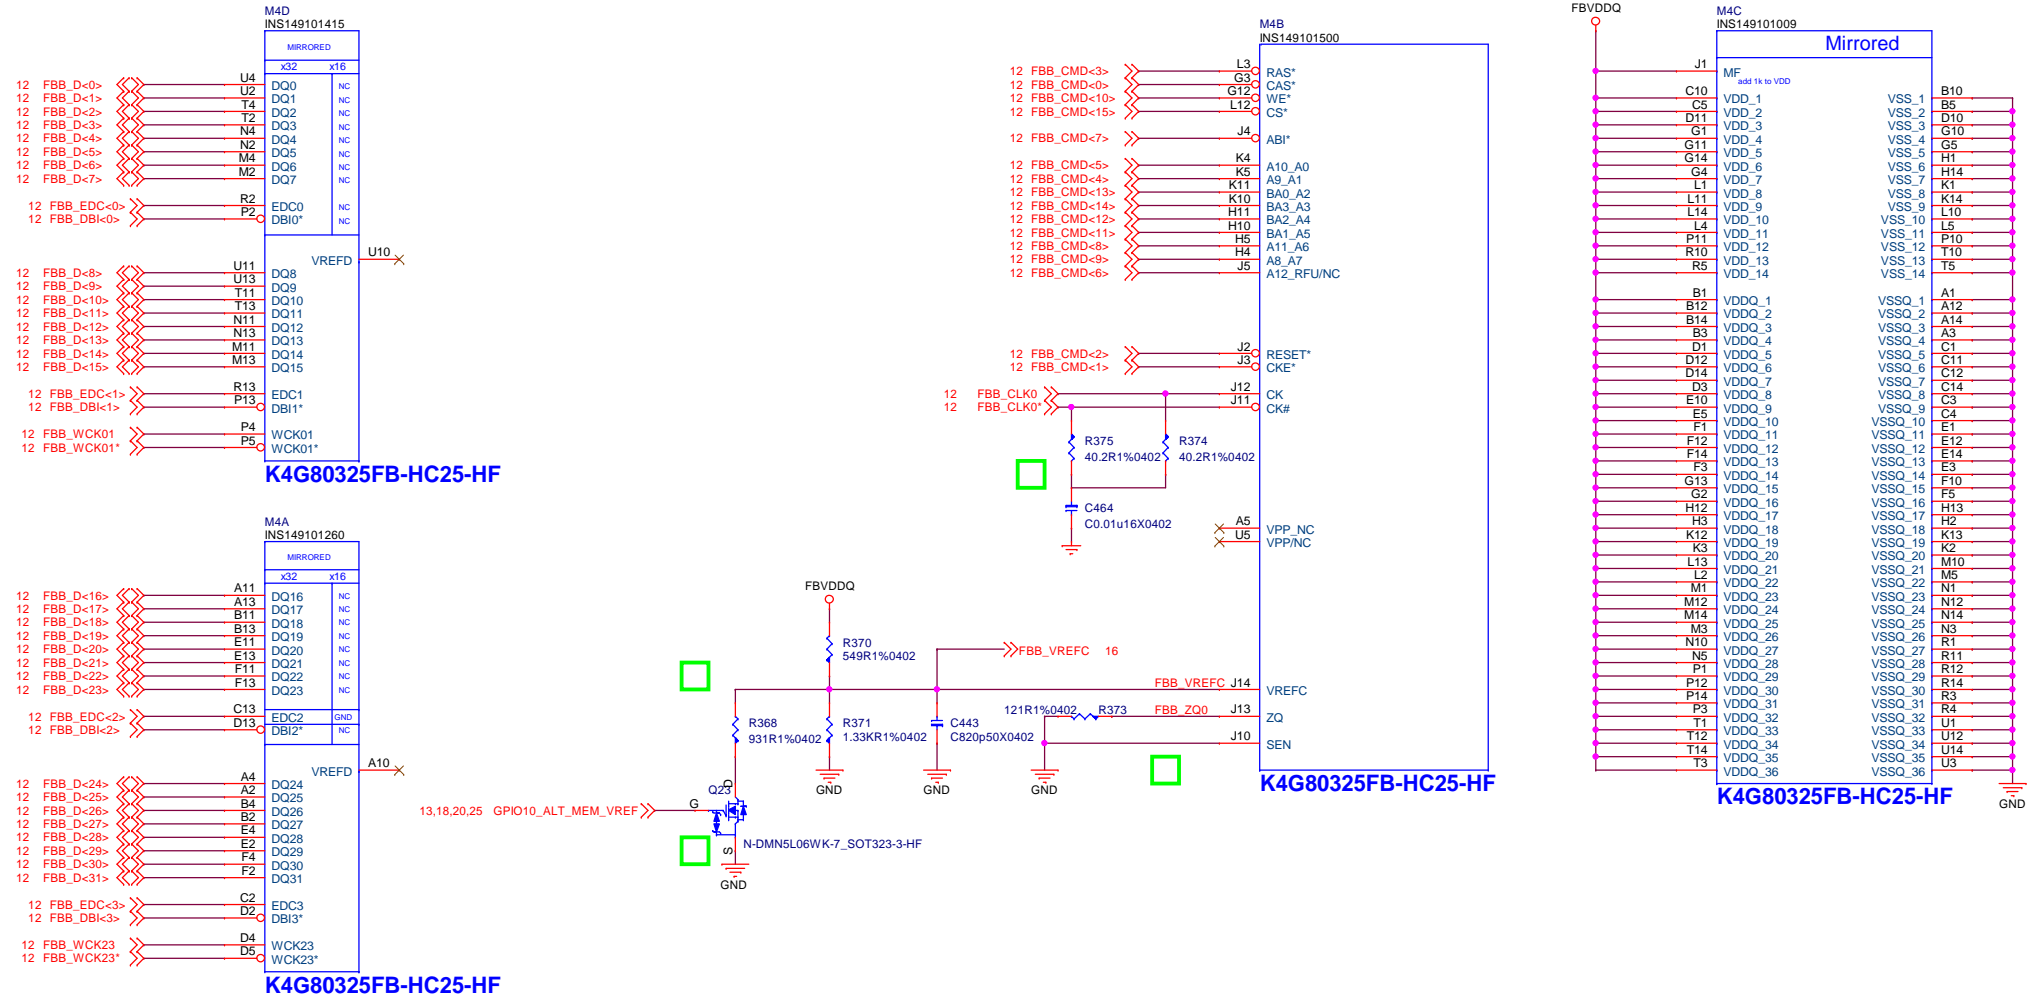 M4D
INS149101415
MIRRORED
x32 x16
12 FBB_D<0> U4 DQ0 NC
12 FBB_D<1> U2 DQ1 NC
12 FBB_D<2> T4 DQ2 NC
12 FBB_D<3> T2 DQ3 NC
12 FBB_D<4> N4 DQ4 NC
12 FBB_D<5> N2 DQ5 NC
12 FBB_D<6> M4 DQ6 NC
12 FBB_D<7> M2 DQ7 NC
12 FBB_EDC<0> R2 EDC0 NC
12 FBB_DBI<0> P2 DBI0* NC
VREFD U10
12 FBB_D<8> U11 DQ8
12 FBB_D<9> U13 DQ9
12 FBB_D<10> T11 DQ10
12 FBB_D<11> T13 DQ11
12 FBB_D<12> N11 DQ12
12 FBB_D<13> N13 DQ13
12 FBB_D<14> M11 DQ14
12 FBB_D<15> M13 DQ15
12 FBB_EDC<1> R13 EDC1
12 FBB_DBI<1> P13 DBI1*
12 FBB_WCK01 P4 WCK01
12 FBB_WCK01* P5 WCK01*
K4G80325FB-HC25-HF
M4A
INS149101260
MIRRORED
x32 x16
12 FBB_D<16> A11 DQ16 NC
12 FBB_D<17> A13 DQ17 NC
12 FBB_D<18> B11 DQ18 NC
12 FBB_D<19> B13 DQ19 NC
12 FBB_D<20> E11 DQ20 NC
12 FBB_D<21> E13 DQ21 NC
12 FBB_D<22> F11 DQ22 NC
12 FBB_D<23> F13 DQ23 NC
12 FBB_EDC<2> C13 EDC2 GND
12 FBB_DBI<2> D13 DBI2* NC
VREFD A10
12 FBB_D<24> A4 DQ24
12 FBB_D<25> A2 DQ25
12 FBB_D<26> B4 DQ26
12 FBB_D<27> B2 DQ27
12 FBB_D<28> E4 DQ28
12 FBB_D<29> E2 DQ29
12 FBB_D<30> F4 DQ30
12 FBB_D<31> F2 DQ31
12 FBB_EDC<3> C2 EDC3
12 FBB_DBI<3> D2 DBI3*
12 FBB_WCK23 D4 WCK23
12 FBB_WCK23* D5 WCK23*
K4G80325FB-HC25-HF
M4B
INS149101500
12 FBB_CMD<3> L3 RAS*
12 FBB_CMD<0> G3 CAS*
12 FBB_CMD<10> G12 WE*
12 FBB_CMD<15> L12 CS*
12 FBB_CMD<7> J4 ABI*
12 FBB_CMD<5> K4 A10_A0
12 FBB_CMD<4> K5 A9_A1
12 FBB_CMD<13> K11 BA0_A2
12 FBB_CMD<14> K10 BA3_A3
12 FBB_CMD<12> H11 BA2_A4
12 FBB_CMD<11> H10 BA1_A5
12 FBB_CMD<8> H5 A11_A6
12 FBB_CMD<9> H4 A8_A7
12 FBB_CMD<6> J5 A12_RFU/NC
12 FBB_CMD<2> J2 RESET*
12 FBB_CMD<1> J3 CKE*
12 FBB_CLK0 J12 CK
12 FBB_CLK0* J11 CK#
R375 R374
40.2R1%0402 40.2R1%0402
C464
C0.01u16X0402
A5 VPP_NC
U5 VPP/NC
FBVDDQ
R370
549R1%0402
FBB_VREFC 16
FBB_VREFC J14 VREFC
121R1%0402 R373 FBB_ZQ0 J13 ZQ
R368 R371 C443
931R1%0402 1.33KR1%0402 C820p50X0402
J10 SEN
GND GND GND
K4G80325FB-HC25-HF
Q23 D
13,18,20,25 GPIO10_ALT_MEM_VREF G
S N-DMN5L06WK-7_SOT323-3-HF
GND
FBVDDQ
M4C
INS149101009
Mirrored
J1 MF
add 1k to VDD
C10 VDD_1 VSS_1 B10
C5 VDD_2 VSS_2 B5
D11 VDD_3 VSS_3 D10
G1 VDD_4 VSS_4 G10
G11 VDD_5 VSS_5 G5
G14 VDD_6 VSS_6 H1
G4 VDD_7 VSS_7 H14
L1 VDD_8 VSS_8 K1
L11 VDD_9 VSS_9 K14
L14 VDD_10 VSS_10 L10
L4 VDD_11 VSS_11 L5
P11 VDD_12 VSS_12 P10
R10 VDD_13 VSS_13 T10
R5 VDD_14 VSS_14 T5
B1 VDDQ_1 VSSQ_1 A1
B12 VDDQ_2 VSSQ_2 A12
B14 VDDQ_3 VSSQ_3 A14
B3 VDDQ_4 VSSQ_4 A3
D1 VDDQ_5 VSSQ_5 C1
D12 VDDQ_6 VSSQ_6 C11
D14 VDDQ_7 VSSQ_7 C12
D3 VDDQ_8 VSSQ_8 C14
E10 VDDQ_9 VSSQ_9 C3
E5 VDDQ_10 VSSQ_10 C4
F1 VDDQ_11 VSSQ_11 E1
F12 VDDQ_12 VSSQ_12 E12
F14 VDDQ_13 VSSQ_13 E14
F3 VDDQ_14 VSSQ_14 E3
G13 VDDQ_15 VSSQ_15 F10
G2 VDDQ_16 VSSQ_16 F5
H12 VDDQ_17 VSSQ_17 H13
H3 VDDQ_18 VSSQ_18 H2
K12 VDDQ_19 VSSQ_19 K13
K3 VDDQ_20 VSSQ_20 K2
L13 VDDQ_21 VSSQ_21 M10
L2 VDDQ_22 VSSQ_22 M5
M1 VDDQ_23 VSSQ_23 N1
M12 VDDQ_24 VSSQ_24 N12
M14 VDDQ_25 VSSQ_25 N14
M3 VDDQ_26 VSSQ_26 N3
N10 VDDQ_27 VSSQ_27 R1
N5 VDDQ_28 VSSQ_28 R11
P1 VDDQ_29 VSSQ_29 R12
P12 VDDQ_30 VSSQ_30 R14
P14 VDDQ_31 VSSQ_31 R3
P3 VDDQ_32 VSSQ_32 R4
T1 VDDQ_33 VSSQ_33 U1
T12 VDDQ_34 VSSQ_34 U12
T14 VDDQ_35 VSSQ_35 U14
T3 VDDQ_36 VSSQ_36 U3
K4G80325FB-HC25-HF
GND